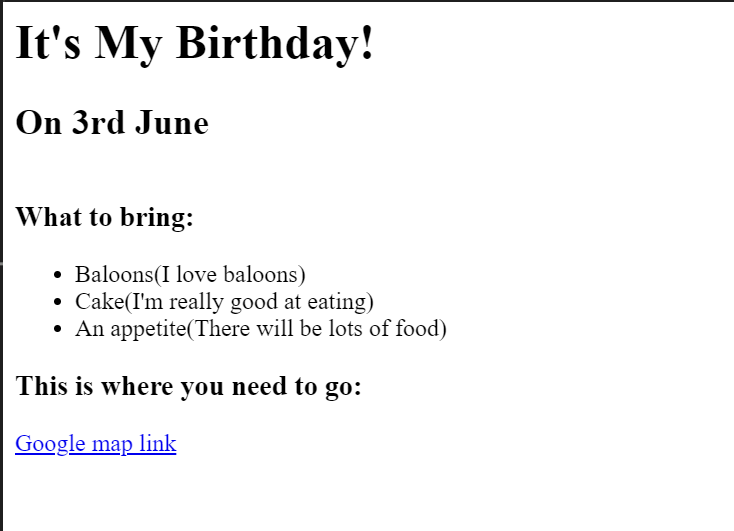 It's My Birthday!
On 3rd June
What to bring:
Baloons(I love baloons)
Cake(I'm really good at eating)
An appetite(There will be lots of food)
This is where you need to go:
Google map link